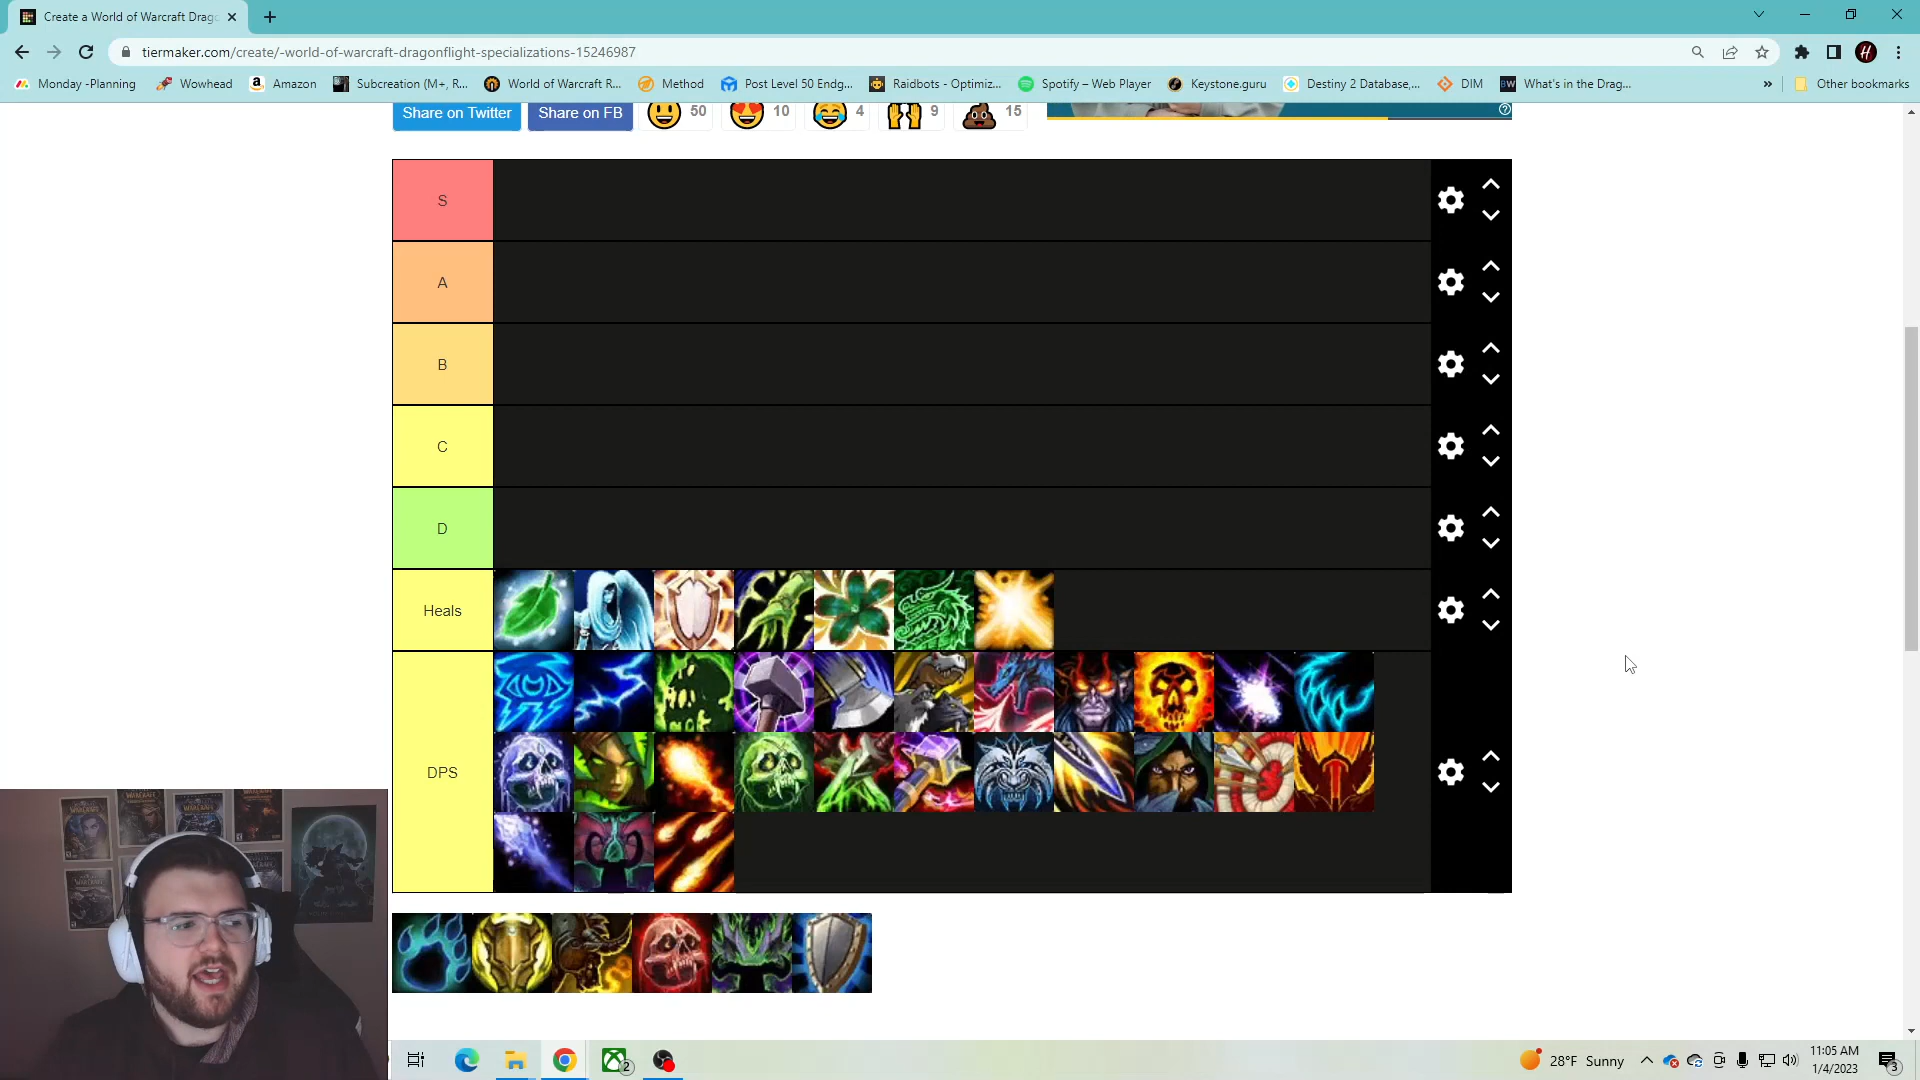 Create a World of Warcraft Drag
tiermaker.com/create/-world-of-warcraft-dragonflight-specializations-15246987
Monday -Planning
Wowhead
Amazon
Subcreation (M+, R...
World of Warcraft R...
Method
Post Level 50 Endg...
Raidbots - Optimiz...
Spotify – Web Player
Keystone.guru
Destiny 2 Database,...
DIM
What's in the Drag...
»
Other bookmarks
Share on Twitter
Share on FB
50
10
4
9
15
S
A
B
C
D
Heals
DPS
2
28°F Sunny
11:05 AM
1/4/2023
3